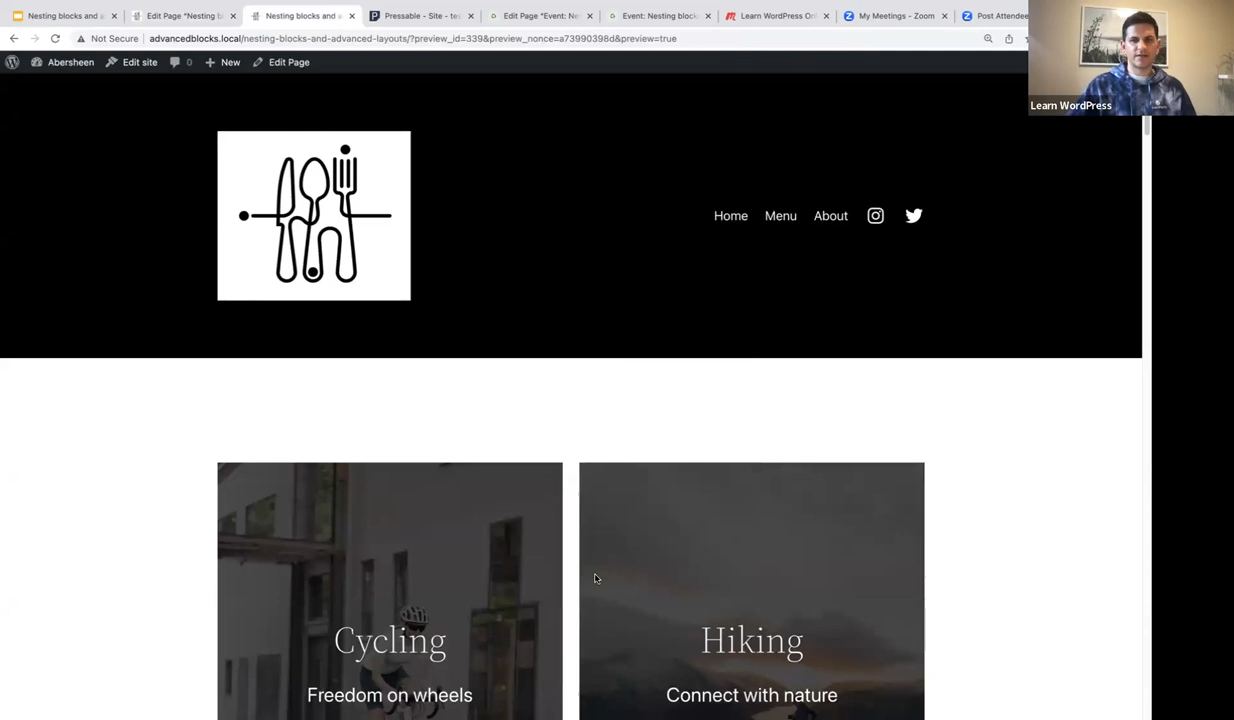 Nesting blocks and a
Edit Page “Nesting b
Nesting blocks and a
Pressable - Site - te
Edit Page “Event: Ne
Event: Nesting block
Learn WordPress On
My Meetings - Zoom
Post Attendee
Not Secure
advancedblocks.local/nesting-blocks-and-advanced-layouts/?preview_id=339&preview_nonce=a73990398d&preview=true
Abersheen
Edit site
0
New
Edit Page
Learn WordPress
Home Menu About
Cycling
Freedom on wheels
Hiking
Connect with nature